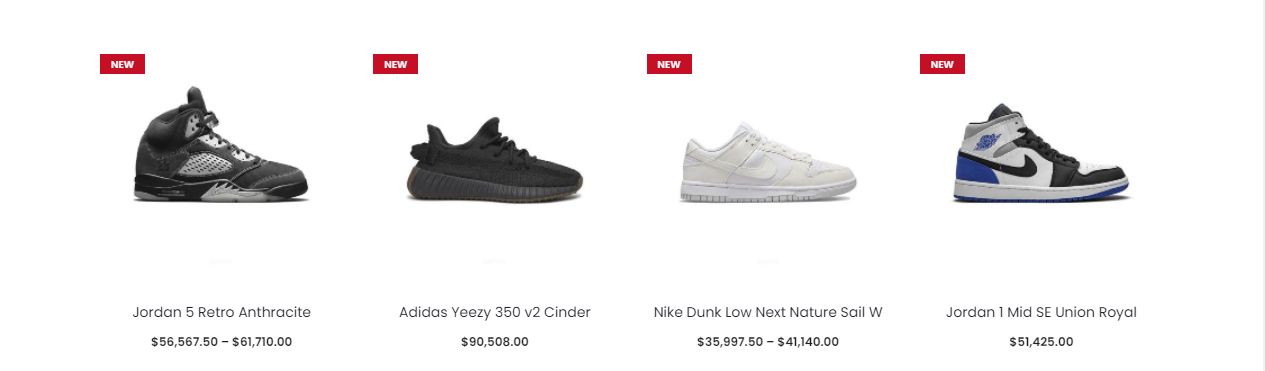 NEW
NEW
NEW
NEW
Jordan 5 Retro Anthracite
Adidas Yeezy 350 v2 Cinder
Nike Dunk Low Next Nature Sail W
Jordan 1 Mid SE Union Royal
$56,567.50 – $61,710.00
$90,508.00
$35,997.50 – $41,140.00
$51,425.00